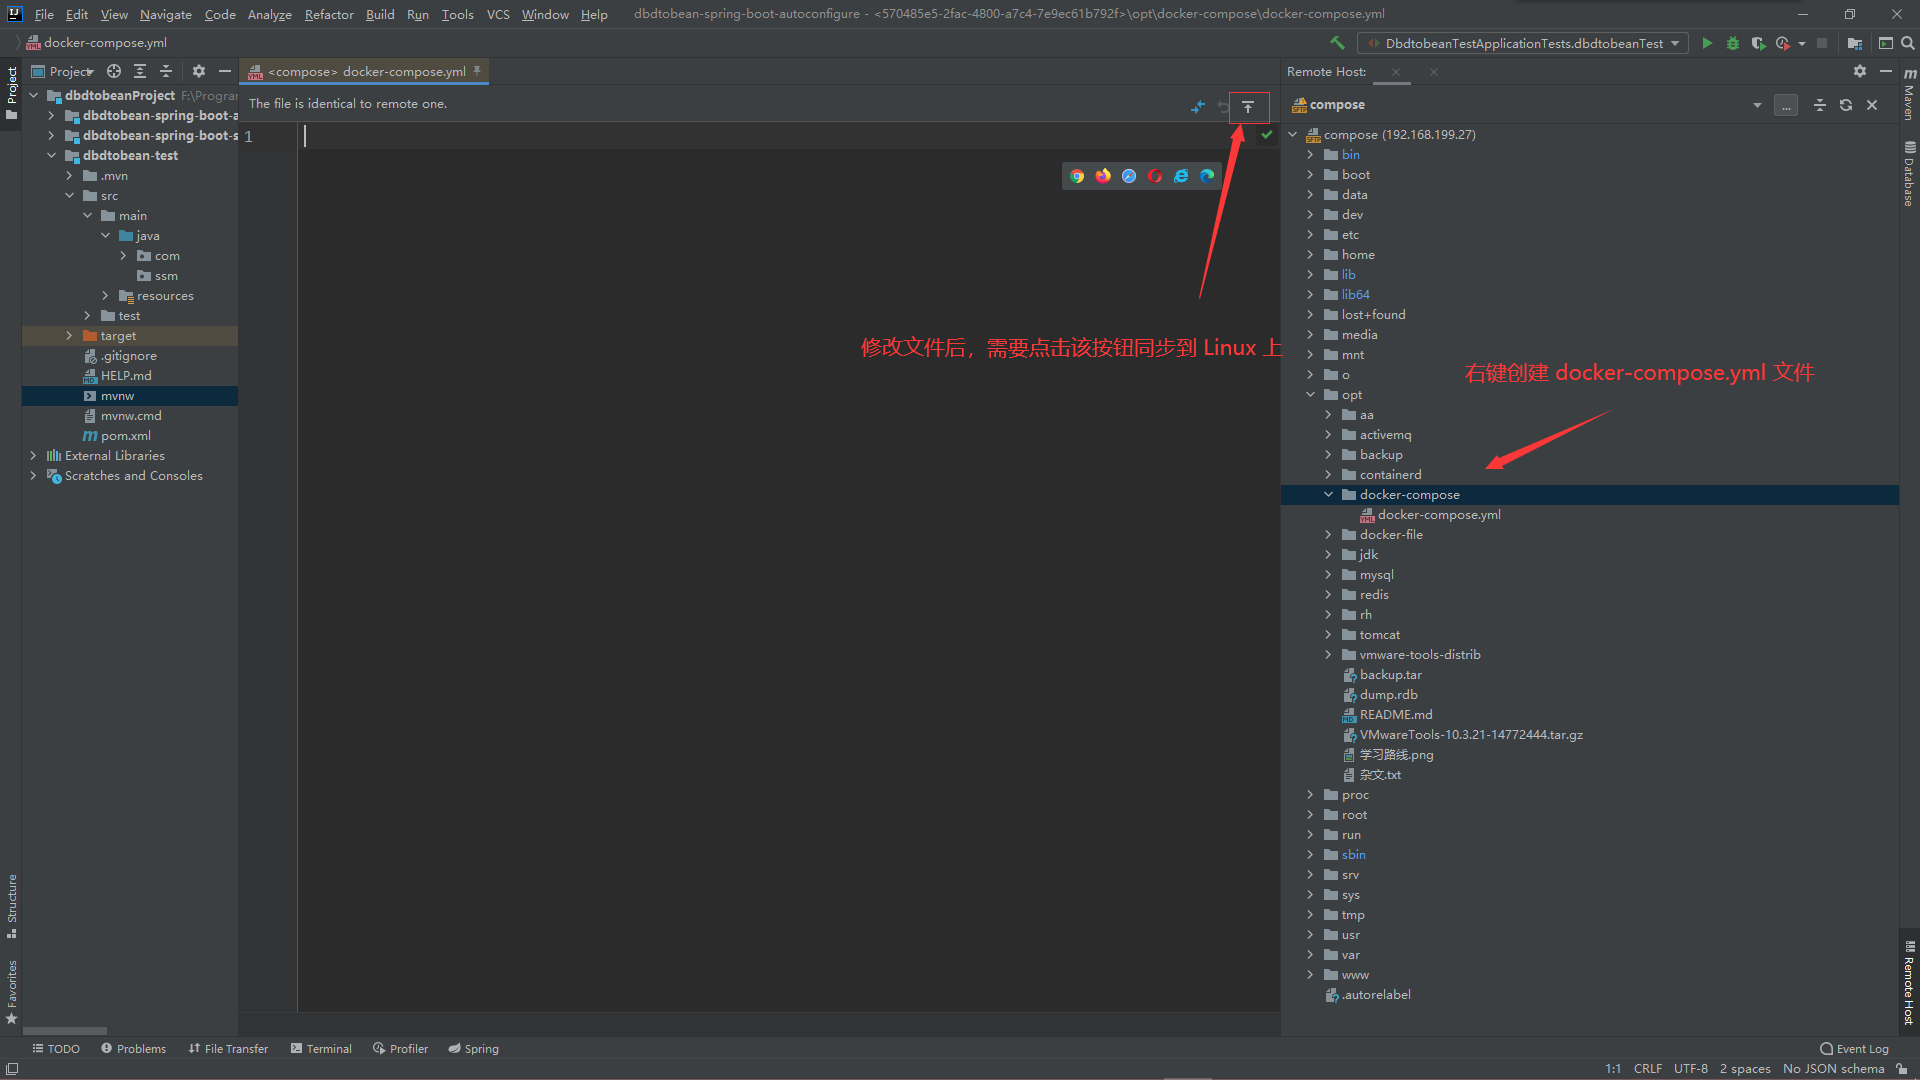 File Edit View Navigate Code Analyze Refactor Build Run Tools VCS Window Help dbdtobean-spring-boot-autoconfigure - <570485e5-2fac-4800-a7c4-7e9ec61b792f>\opt\docker-compose\docker-compose.yml
docker-compose.yml
DbdtobeanTestApplicationTests.dbdtobeanTest
Project
<compose> docker-compose.yml
Remote Host:
Project
dbdtobeanProject F:\Prograr
dbdtobean-spring-boot-a
dbdtobean-spring-boot-s
dbdtobean-test
.mvn
src
main
java
com
ssm
resources
test
target
.gitignore
HELP.md
mvnw
mvnw.cmd
pom.xml
External Libraries
Scratches and Consoles
Structure
Favorites
The file is identical to remote one.
1
修改文件后，需要点击该按钮同步到 Linux 上
compose
...
compose (192.168.199.27)
bin
boot
data
dev
etc
home
lib
lib64
lost+found
media
mnt
o
opt
aa
activemq
backup
containerd
docker-compose
docker-compose.yml
docker-file
jdk
mysql
redis
rh
tomcat
vmware-tools-distrib
backup.tar
dump.rdb
README.md
VMwareTools-10.3.21-14772444.tar.gz
学习路线.png
杂文.txt
proc
root
run
sbin
srv
sys
tmp
usr
var
www
.autorelabel
右键创建 docker-compose.yml 文件
Maven
Database
Remote Host
TODO Problems File Transfer Terminal Profiler Spring Event Log
1:1 CRLF UTF-8 2 spaces No JSON schema